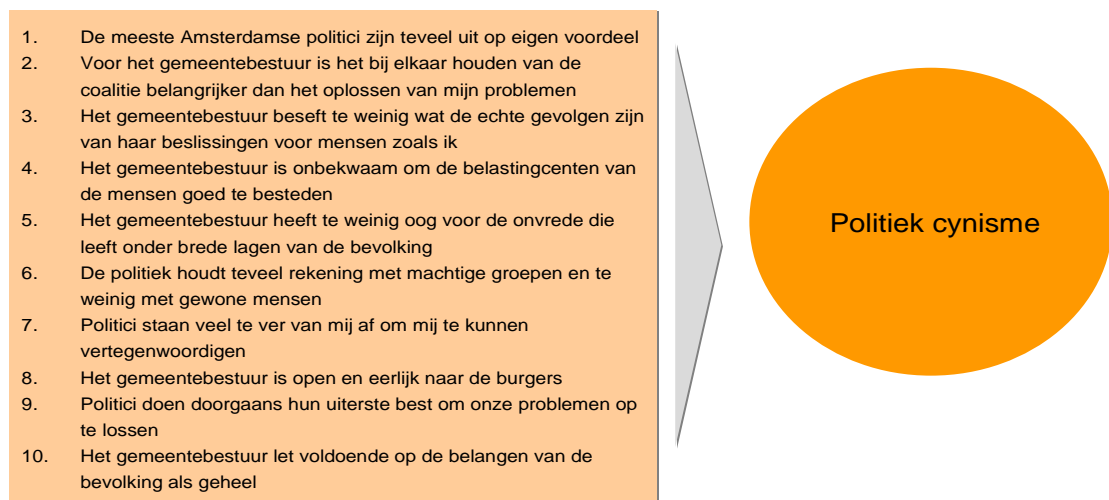 1. De meeste Amsterdamse politici zijn teveel uit op eigen voordeel
2. Voor het gemeentebestuur is het bij elkaar houden van de
coalitie belangrijker dan het oplossen van mijn problemen
3. Het gemeentebestuur beseft te weinig wat de echte gevolgen zijn
van haar beslissingen voor mensen zoals ik
4. Het gemeentebestuur is onbekwaam om de belastingcenten van
de mensen goed te besteden
5. Het gemeentebestuur heeft te weinig oog voor de onvrede die
leeft onder brede lagen van de bevolking
6. De politiek houdt teveel rekening met machtige groepen en te
weinig met gewone mensen
7. Politici staan veel te ver van mij af om mij te kunnen
vertegenwoordigen
8. Het gemeentebestuur is open en eerlijk naar de burgers
9. Politici doen doorgaans hun uiterste best om onze problemen op
te lossen
10. Het gemeentebestuur let voldoende op de belangen van de
bevolking als geheel
Politiek cynisme